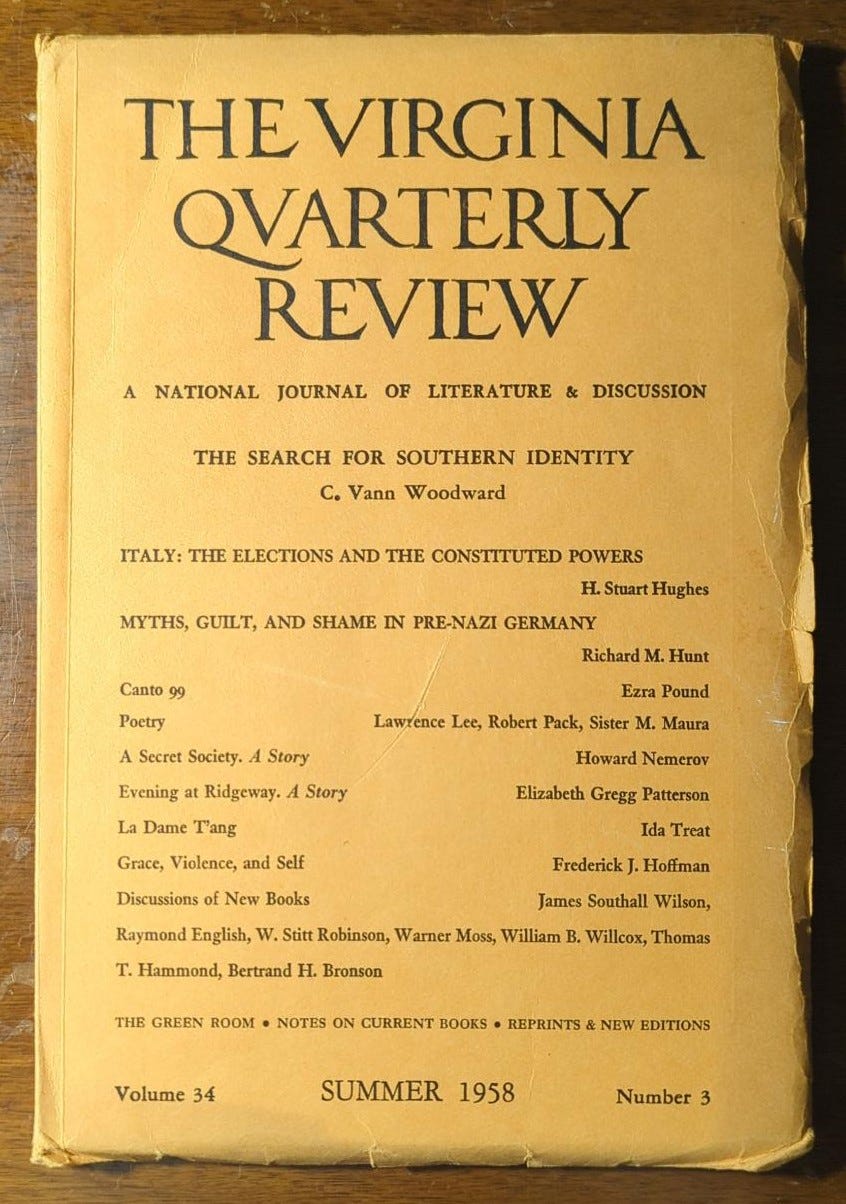 THE VIRGINIA
QVARTERLY
REVIEW
A NATIONAL JOURNAL OF LITERATURE & DISCUSSION
THE SEARCH FOR SOUTHERN IDENTITY
C. Vann Woodward
ITALY: THE ELECTIONS AND THE CONSTITUTED POWERS
H. Stuart Hughes
MYTHS, GUILT, AND SHAME IN PRE-NAZI GERMANY
Richard M. Hunt
Canto 99 Ezra Pound
Poetry Lawrence Lee, Robert Pack, Sister M. Maura
A Secret Society. A Story Howard Nemerov
Evening at Ridgeway. A Story Elizabeth Gregg Patterson
La Dame T'ang Ida Treat
Grace, Violence, and Self Frederick J. Hoffman
Discussions of New Books James Southall Wilson,
Raymond English, W. Stitt Robinson, Warner Moss, William B. Willcox, Thomas
T. Hammond, Bertrand H. Bronson
THE GREEN ROOM • NOTES ON CURRENT BOOKS • REPRINTS & NEW EDITIONS
Volume 34 SUMMER 1958 Number 3